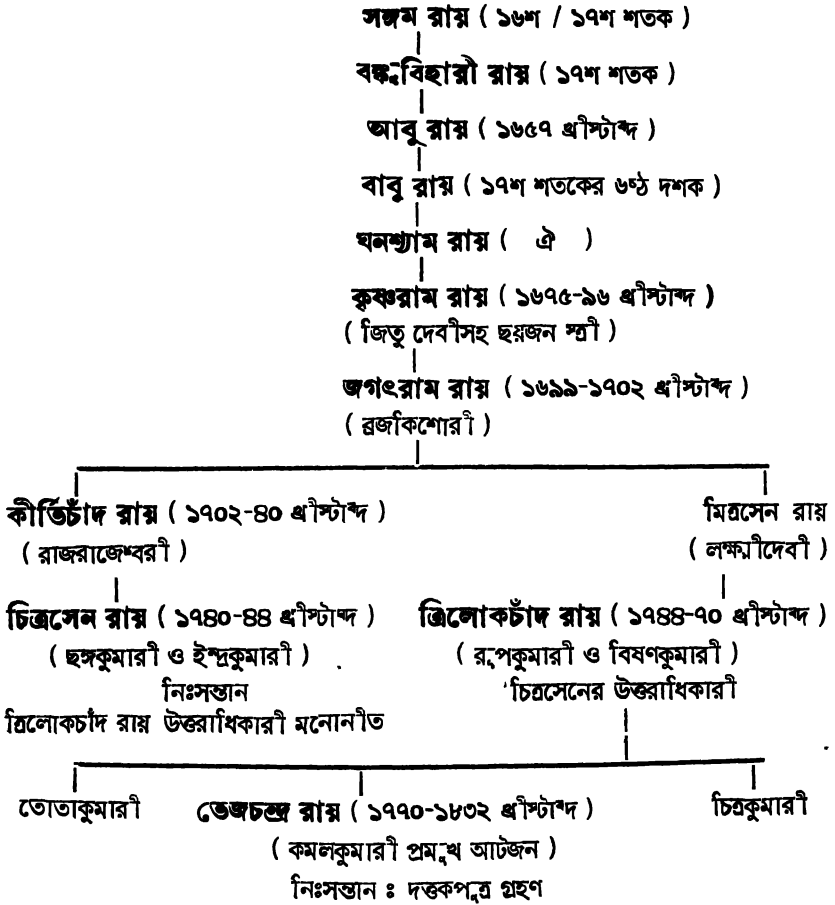 সঙ্গম রায় ( ১৬শ / ১৭শ শতক )
বঙ্কুবিহারী রায় ( ১৭শ শতক )
আবু রায় ( ১৬৫৭ খ্রীস্টাব্দ )
বাবু রায় ( ১৭শ শতকের ৬ষ্ঠ দশক )
ঘনশ্যাম রায় ( ঐ )
কৃষ্ণরাম রায় ( ১৬৭৫-৯৬ খ্রীস্টাব্দ )
( জিতু দেবীসহ ছয়জন স্ত্রী )
জগৎরাম রায় ( ১৬৯৯-১৭০২ খ্রীস্টাব্দ )
( ব্রজকিশোরী )
কীর্তিচাঁদ রায় ( ১৭০২-৪০ খ্রীস্টাব্দ ) মিত্রসেন রায়
( রাজরাজেশ্বরী ) ( লক্ষ্মীদেবী )
চিত্রসেন রায় ( ১৭৪০-৪৪ খ্রীস্টাব্দ ) ত্রিলোকচাঁদ রায় ( ১৭৪৪-৭০ খ্রীস্টাব্দ )
( ছঙ্গকুমারী ও ইন্দ্রকুমারী ) ( রূপকুমারী ও বিষণকুমারী )
নিঃসন্তান চিত্রসেনের উত্তরাধিকারী
ত্রিলোকচাঁদ রায় উত্তরাধিকারী মনোনীত
তোতাকুমারী তেজচন্দ্র রায় ( ১৭৭০-১৮৩২ খ্রীস্টাব্দ ) চিত্রকুমারী
( কমলকুমারী প্রমুখ আটজন )
নিঃসন্তান : দত্তকপুত্র গ্রহণ